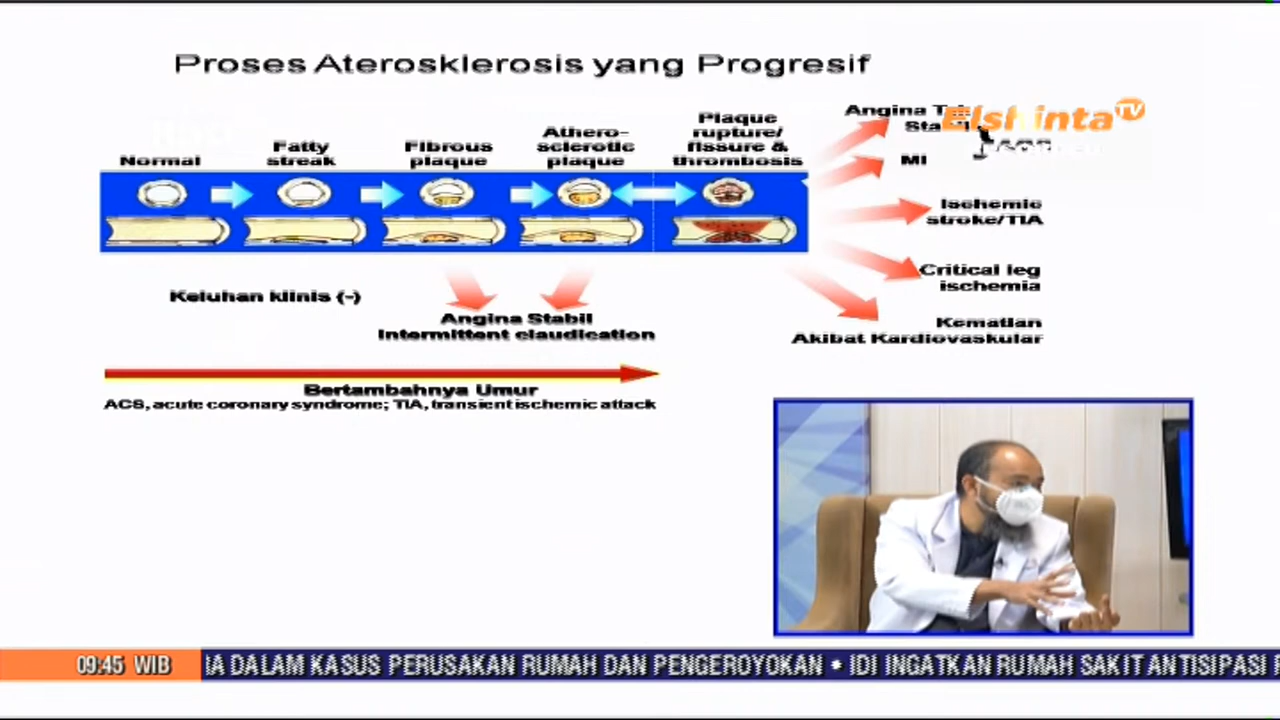 Proses Aterosklerosis yang Progresif
Normal
Fatty
streak
Fibrous
plaque
Athero-
sclerotic
plaque
Plaque
rupture/
fissure &
thrombosis
Angina
Elshinta TV
MI
Ischemic
stroke/TIA
Critical leg
ischemia
Kematian
Akibat Kardiovaskular
Keluhan klinis (-)
Angina Stabil
Intermittent claudication
Bertambahnya Umur
ACS, acute coronary syndrome; TIA, transient ischemic attack
09:45 WIB
IA DALAM KASUS PERUSAKAN RUMAH DAN PENGEROYOKAN • IDI INGATKAN RUMAH SAKIT ANTISIPASI